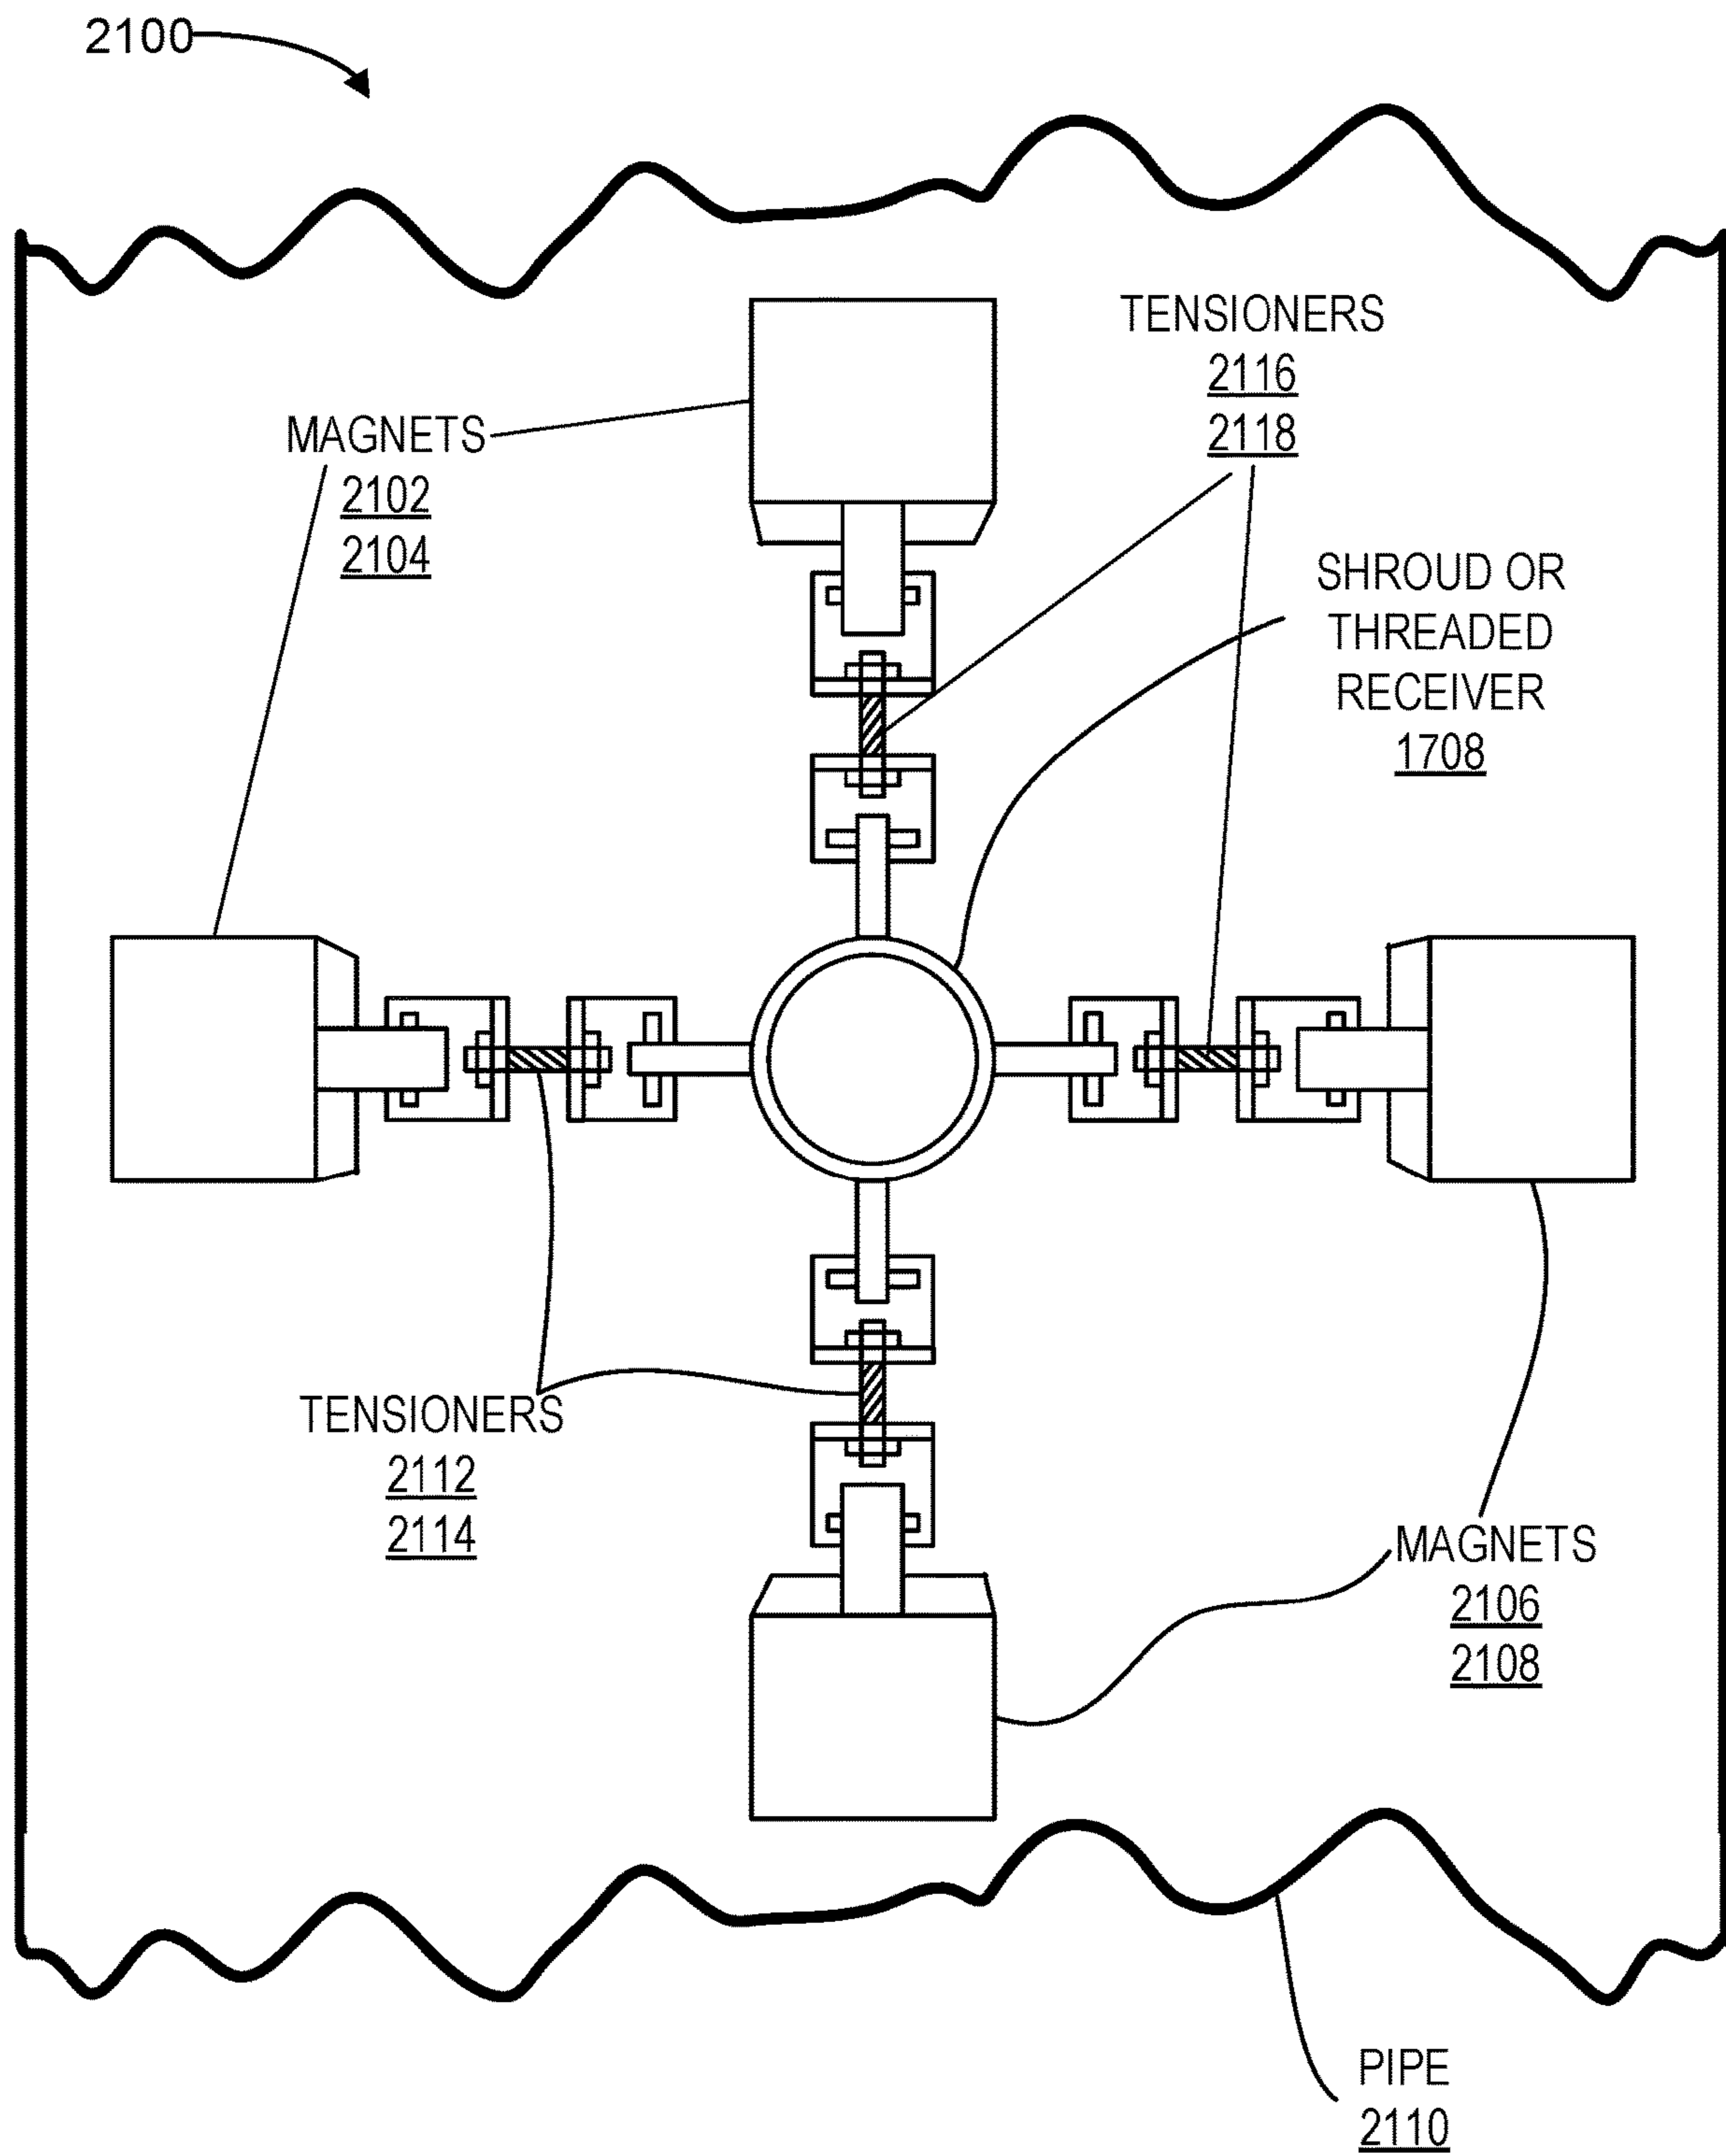 2100
TENSIONERS
2116
2118
MAGNETS
2102
2104
SHROUD OR
THREADED
RECEIVER
1708
TENSIONERS
2112
2114
MAGNETS
2106
2108
PIPE
2110